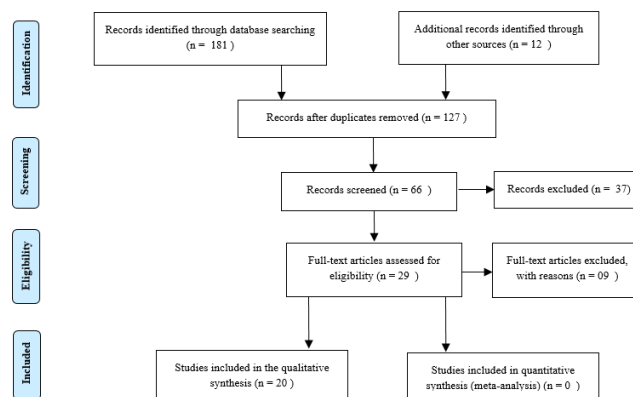 Identification
Records identified through database searching
(n = 181)
Additional records identified through
other sources (n = 12 )
Records after duplicates removed (n = 127 )
Screening
Records screened (n = 66 )
Records excluded (n = 37)
Eligibility
Full-text articles assessed for
eligibility (n = 29 )
Full-text articles excluded,
with reasons (n = 09 )
Included
Studies included in the qualitative
synthesis (n = 20 )
Studies included in quantitative
synthesis (meta-analysis) (n = 0 )